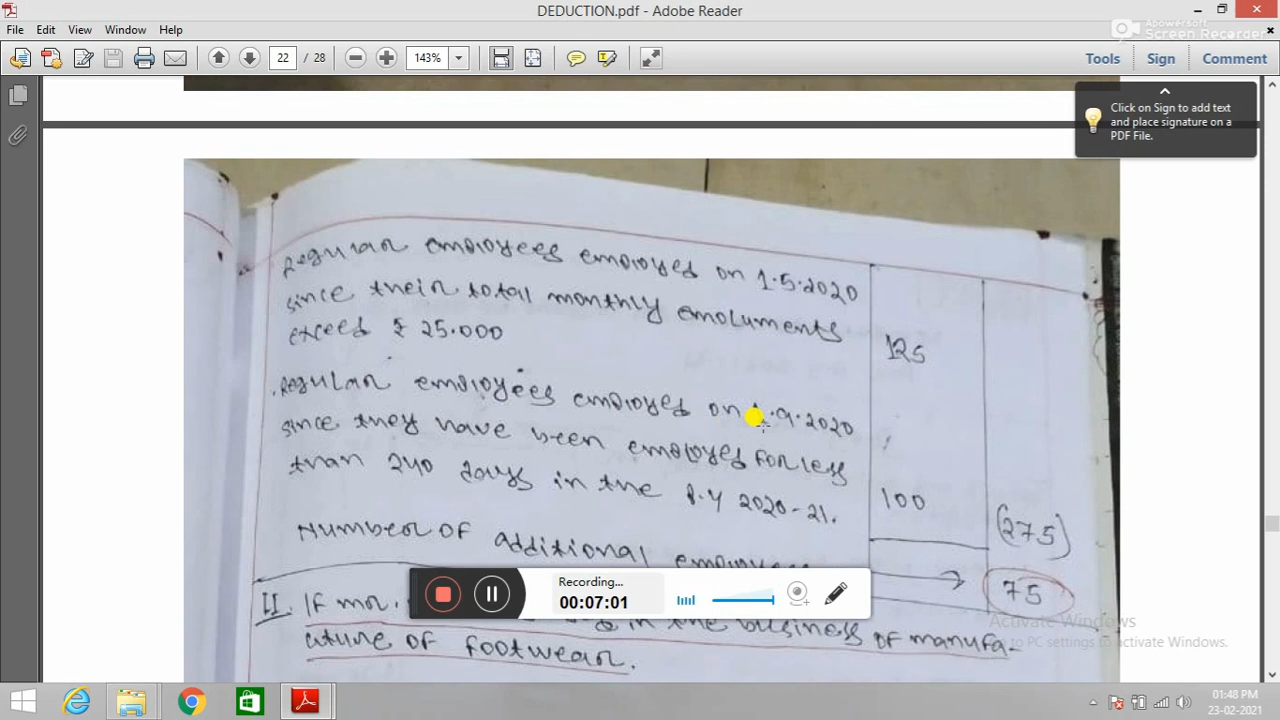 DEDUCTION.pdf - Adobe Reader
File Edit View Window Help
Apowersoft
Screen Recorder
22 / 28 143% Tools Sign Comment
Click on Sign to add text
and place signature on a
PDF File.
Regular employees employed on 1.5.2020
since their total monthly emoluments
exceed ₹ 25.000 125
Regular employees employed on 1.9.2020
since they have been employed for less
than 240 days in the P.Y 2020-21. 100 (275)
Number of additional employees 75
Recording...
00:07:01
II. If mr. in the business of manufa-
cture of footwear.
Activate Windows
to PC settings to activate Windows.
01:48 PM
23-02-2021